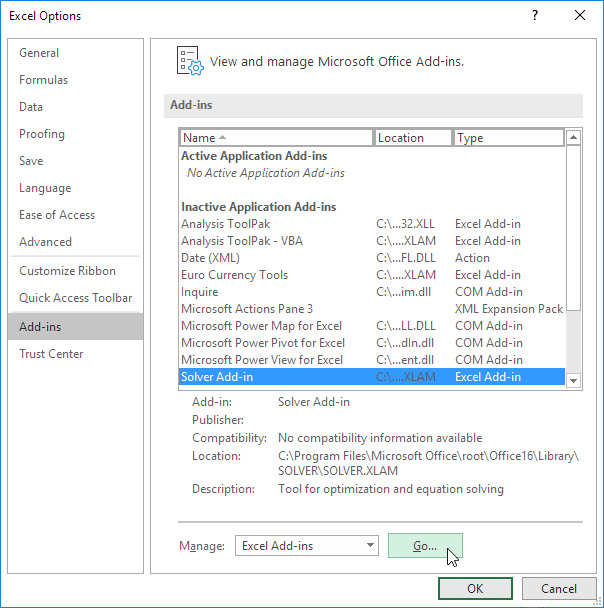 Excel Options ?
General
Formulas
Data
Proofing
Save
Language
Ease of Access
Advanced
Customize Ribbon
Quick Access Toolbar
Add-ins
Trust Center
View and manage Microsoft Office Add-ins.
Add-ins
Name Location Type
Active Application Add-ins
No Active Application Add-ins
Inactive Application Add-ins
Analysis ToolPak C:\...32.XLL Excel Add-in
Analysis ToolPak - VBA C:\....XLAM Excel Add-in
Date (XML) C:\...FL.DLL Action
Euro Currency Tools C:\....XLAM Excel Add-in
Inquire C:\...im.dll COM Add-in
Microsoft Actions Pane 3 XML Expansion Pack
Microsoft Power Map for Excel C:\...LL.DLL COM Add-in
Microsoft Power Pivot for Excel C:\...dln.dll COM Add-in
Microsoft Power View for Excel C:\...ent.dll COM Add-in
Solver Add-in C:\....XLAM Excel Add-in
Add-in: Solver Add-in
Publisher:
Compatibility: No compatibility information available
Location: C:\Program Files\Microsoft Office\root\Office16\Library\
SOLVER\SOLVER.XLAM
Description: Tool for optimization and equation solving
Manage: Excel Add-ins Go...
OK Cancel